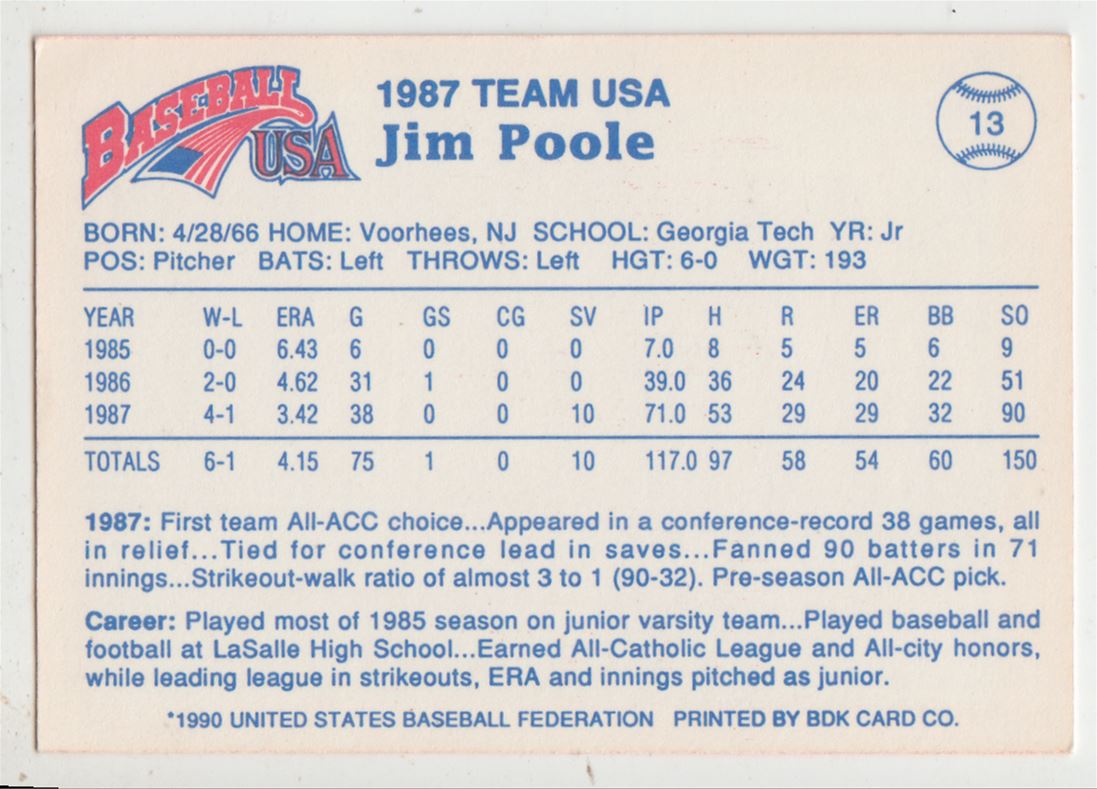 BASEBALL
USA
1987 TEAM USA
Jim Poole
13
BORN: 4/28/66 HOME: Voorhees, NJ SCHOOL: Georgia Tech YR: Jr
POS: Pitcher BATS: Left THROWS: Left HGT: 6-0 WGT: 193
YEAR W-L ERA G GS CG SV IP H R ER BB SO
1985 0-0 6.43 6 0 0 0 7.0 8 5 5 6 9
1986 2-0 4.62 31 1 0 0 39.0 36 24 20 22 51
1987 4-1 3.42 38 0 0 10 71.0 53 29 29 32 90
TOTALS 6-1 4.15 75 1 0 10 117.0 97 58 54 60 150
1987: First team All-ACC choice...Appeared in a conference-record 38 games, all
in relief...Tied for conference lead in saves...Fanned 90 batters in 71
innings...Strikeout-walk ratio of almost 3 to 1 (90-32). Pre-season All-ACC pick.
Career: Played most of 1985 season on junior varsity team...Played baseball and
football at LaSalle High School...Earned All-Catholic League and All-city honors,
while leading league in strikeouts, ERA and innings pitched as junior.
*1990 UNITED STATES BASEBALL FEDERATION PRINTED BY BDK CARD CO.